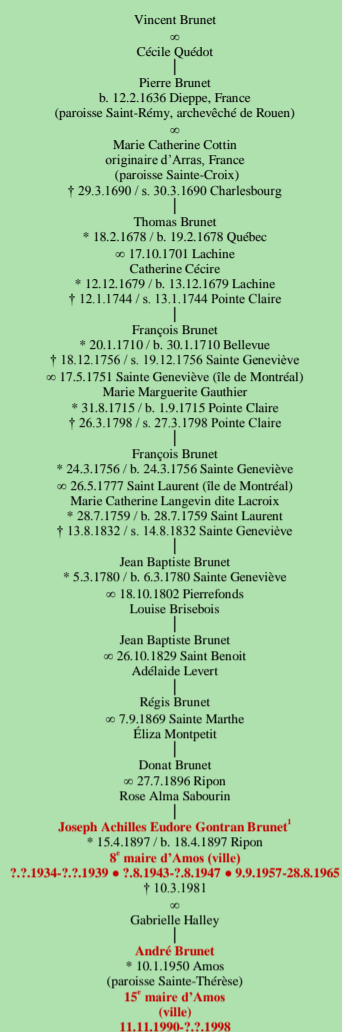 Vincent Brunet
∞
Cécile Quédot
Pierre Brunet
b. 12.2.1636 Dieppe, France
(paroisse Saint-Rémy, archevêché de Rouen)
∞
Marie Catherine Cottin
originaire d'Arras, France
(paroisse Sainte-Croix)
† 29.3.1690 / s. 30.3.1690 Charlesbourg
Thomas Brunet
* 18.2.1678 / b. 19.2.1678 Québec
∞ 17.10.1701 Lachine
Catherine Cécire
* 12.12.1679 / b. 13.12.1679 Lachine
† 12.1.1744 / s. 13.1.1744 Pointe Claire
François Brunet
* 20.1.1710 / b. 30.1.1710 Bellevue
† 18.12.1756 / s. 19.12.1756 Sainte Geneviève
∞ 17.5.1751 Sainte Geneviève (île de Montréal)
Marie Marguerite Gauthier
* 31.8.1715 / b. 1.9.1715 Pointe Claire
† 26.3.1798 / s. 27.3.1798 Pointe Claire
François Brunet
* 24.3.1756 / b. 24.3.1756 Sainte Geneviève
∞ 26.5.1777 Saint Laurent (île de Montréal)
Marie Catherine Langevin dite Lacroix
* 28.7.1759 / b. 28.7.1759 Saint Laurent
† 13.8.1832 / s. 14.8.1832 Sainte Geneviève
Jean Baptiste Brunet
* 5.3.1780 / b. 6.3.1780 Sainte Geneviève
∞ 18.10.1802 Pierrefonds
Louise Brisebois
Jean Baptiste Brunet
∞ 26.10.1829 Saint Benoit
Adélaide Levert
Régis Brunet
∞ 7.9.1869 Sainte Marthe
Éliza Montpetit
Donat Brunet
∞ 27.7.1896 Ripon
Rose Alma Sabourin
Joseph Achilles Eudore Gontran Brunet¹
* 15.4.1897 / b. 18.4.1897 Ripon
8e maire d'Amos (ville)
?.?.1934-?.?.1939 ● ?.8.1943-?.8.1947 ● 9.9.1957-28.8.1965
† 10.3.1981
∞
Gabrielle Halley
André Brunet
* 10.1.1950 Amos
(paroisse Sainte-Thérèse)
15e maire d'Amos
(ville)
11.11.1990-?.?.1998